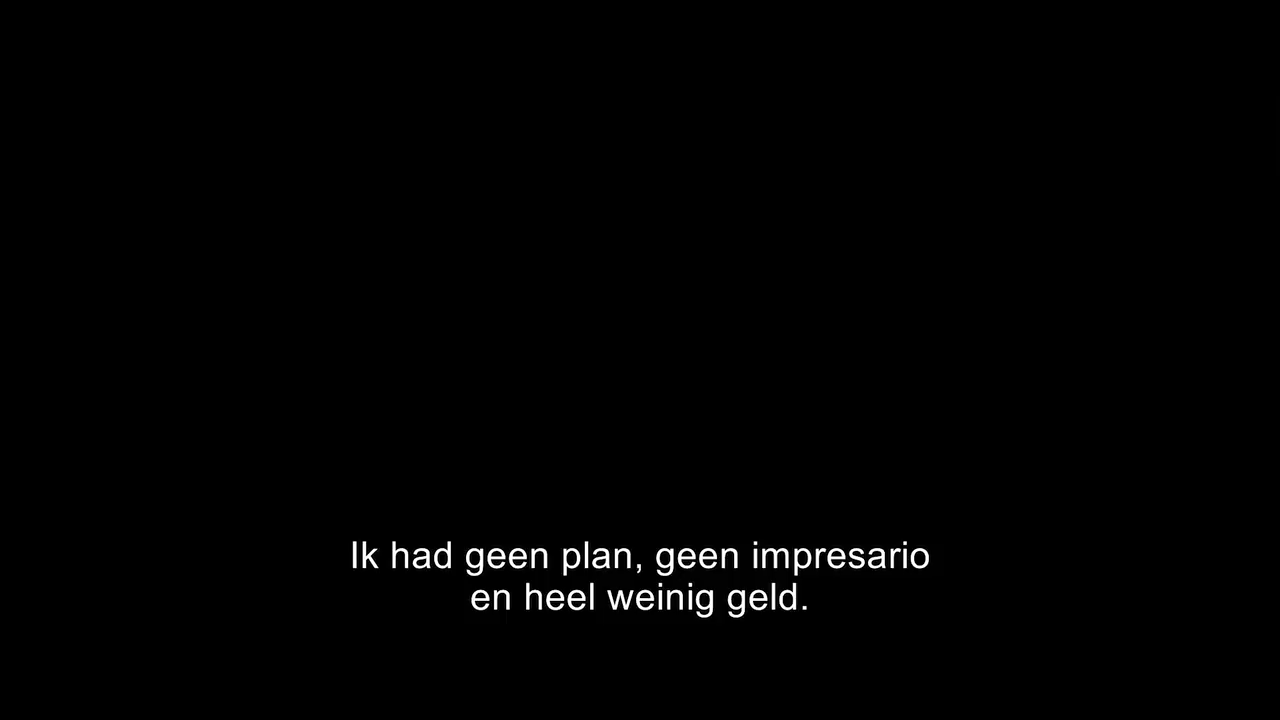 Ik had geen plan, geen impresario
en heel weinig geld.